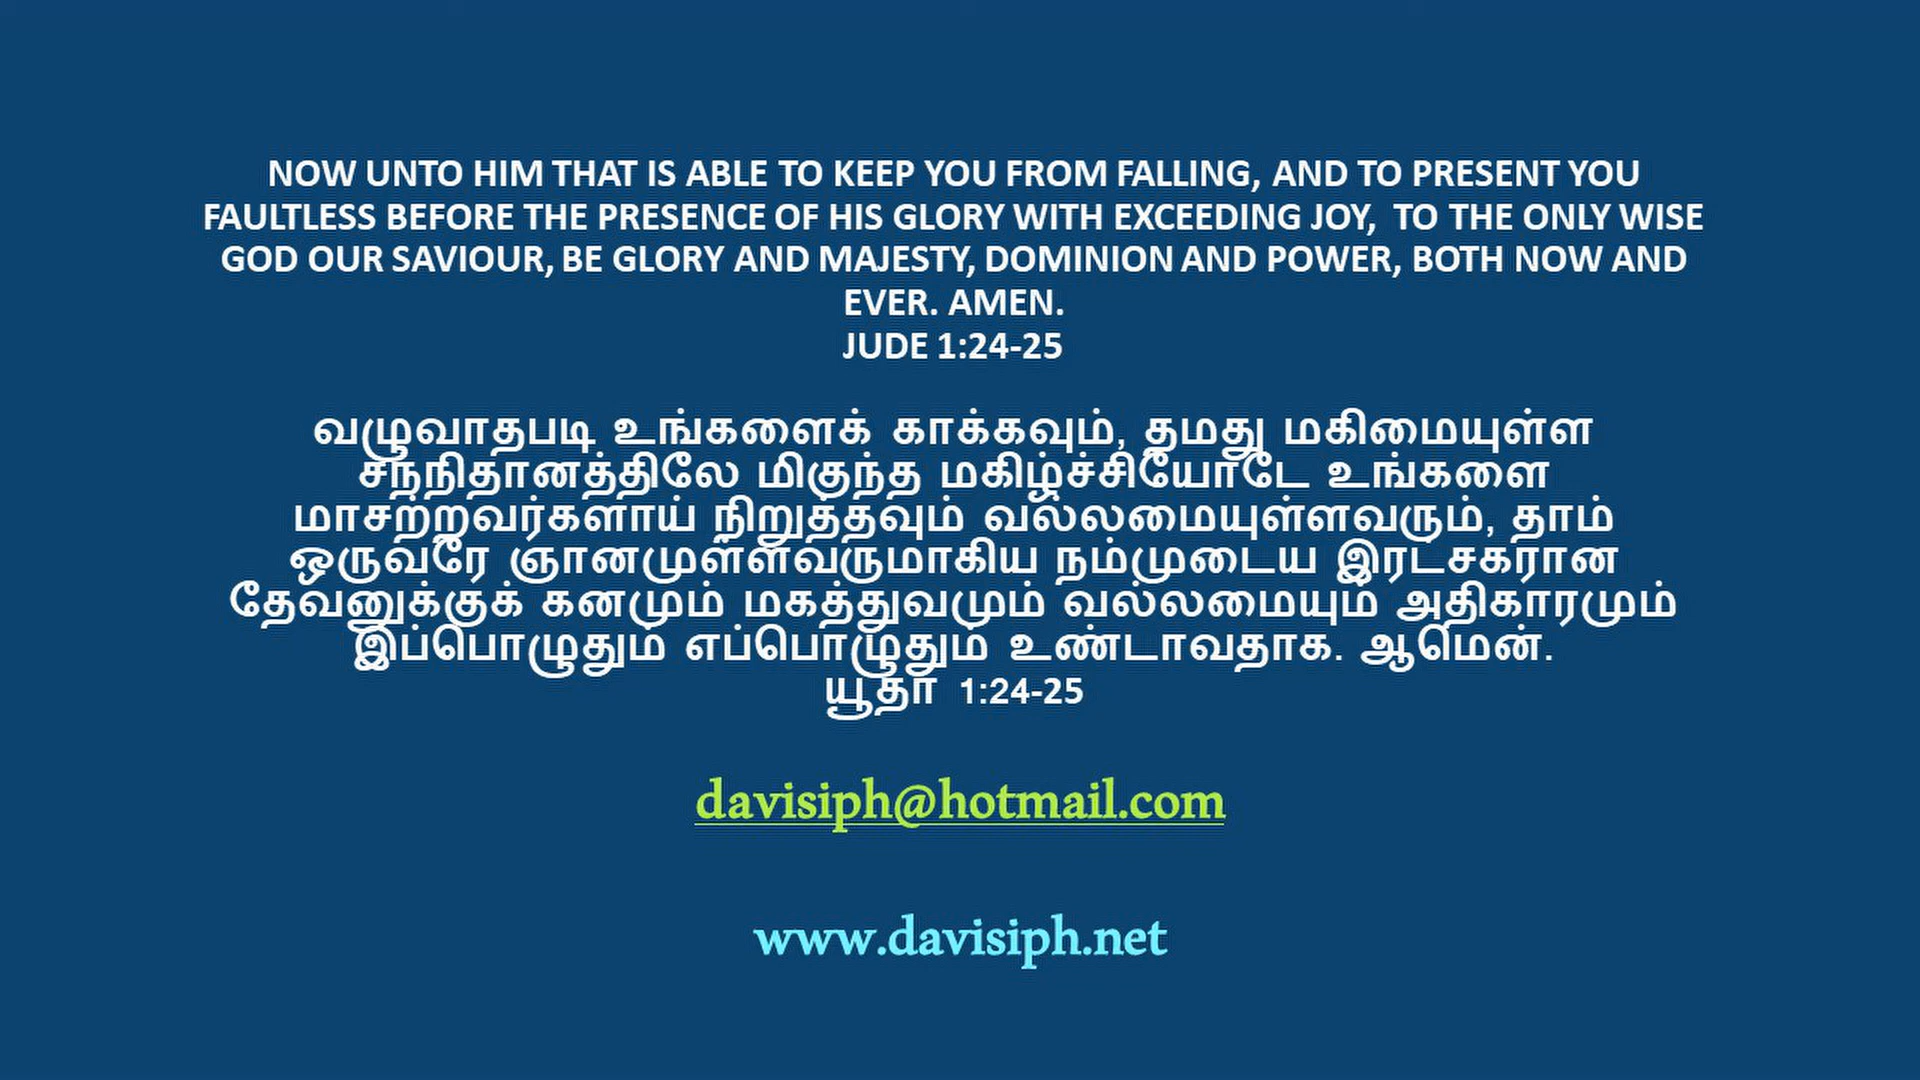 NOW UNTO HIM THAT IS ABLE TO KEEP YOU FROM FALLING, AND TO PRESENT YOU
FAULTLESS BEFORE THE PRESENCE OF HIS GLORY WITH EXCEEDING JOY, TO THE ONLY WISE
GOD OUR SAVIOUR, BE GLORY AND MAJESTY, DOMINION AND POWER, BOTH NOW AND
EVER. AMEN.
JUDE 1:24-25
வழுவாதபடி உங்களைக் காக்கவும், தமது மகிமையுள்ள
சந்நிதானத்திலே மிகுந்த மகிழ்ச்சியோடே உங்களை
மாசற்றவர்களாய் நிறுத்தவும் வல்லமையுள்ளவரும், தாம்
ஒருவரே ஞானமுள்ளவருமாகிய நம்முடைய இரட்சகரான
தேவனுக்குக் கனமும் மகத்துவமும் வல்லமையும் அதிகாரமும்
இப்பொழுதும் எப்பொழுதும் உண்டாவதாக. ஆமென்.
யூதா 1:24-25
davisiph@hotmail.com
www.davisiph.net